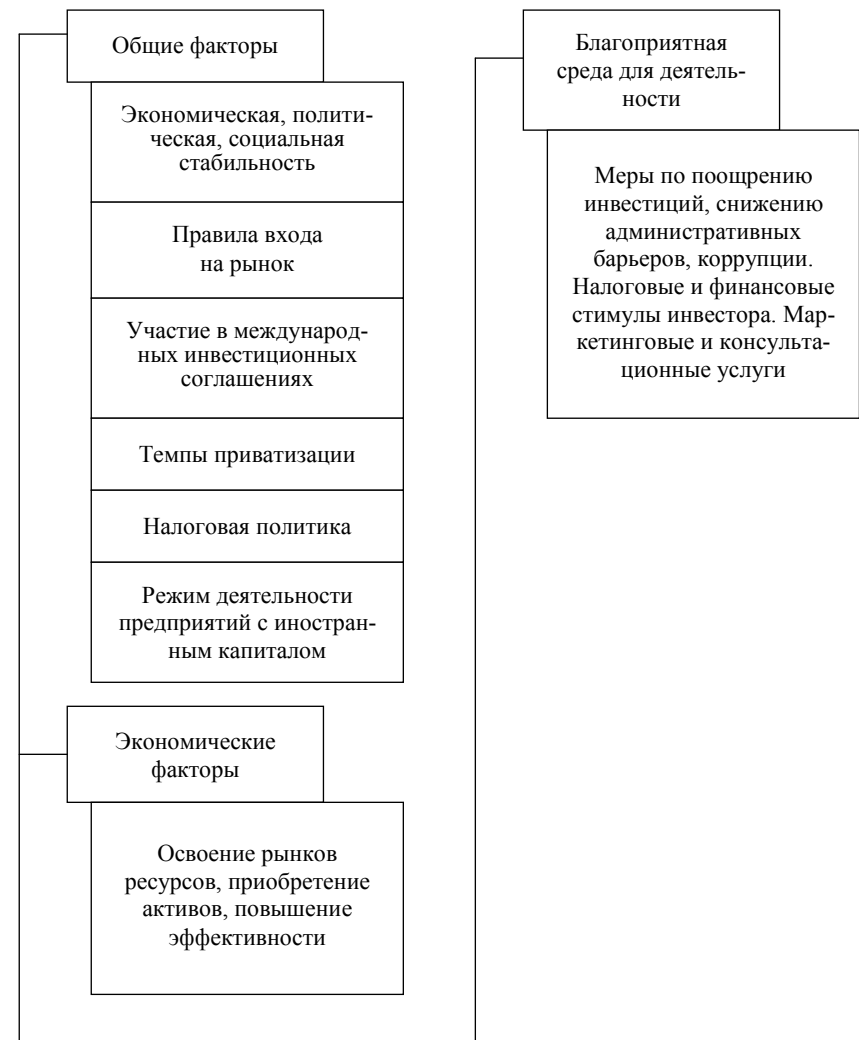 Общие факторы
Экономическая, полити-
ческая, социальная
стабильность
Правила входа
на рынок
Участие в международ-
ных инвестиционных
соглашениях
Темпы приватизации
Налоговая политика
Режим деятельности
предприятий с иностран-
ным капиталом
Экономические
факторы
Освоение рынков
ресурсов, приобретение
активов, повышение
эффективности
Благоприятная
среда для деятель-
ности
Меры по поощрению
инвестиций, снижению
административных
барьеров, коррупции.
Налоговые и финансовые
стимулы инвестора. Мар-
кетинговые и консульта-
ционные услуги